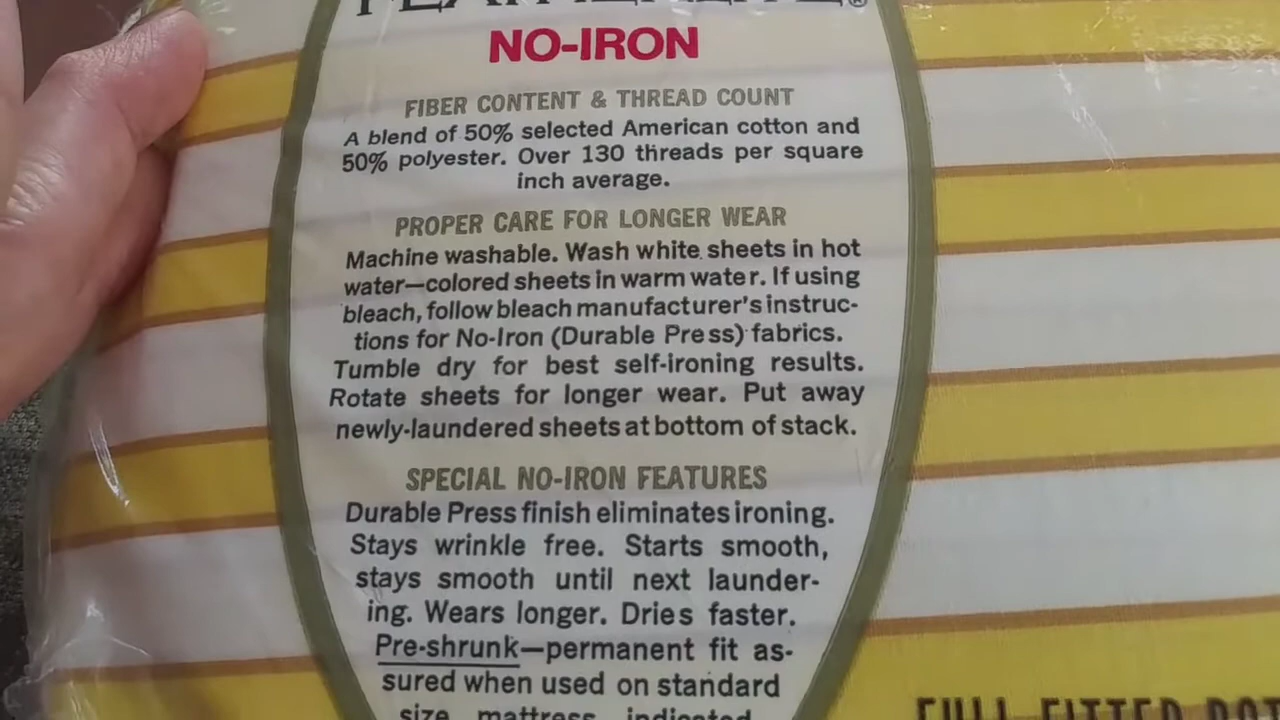 NO-IRON
FIBER CONTENT & THREAD COUNT
A blend of 50% selected American cotton and
50% polyester. Over 130 threads per square
inch average.
PROPER CARE FOR LONGER WEAR
Machine washable. Wash white sheets in hot
water—colored sheets in warm water. If using
bleach, follow bleach manufacturer's instruc-
tions for No-Iron (Durable Press) fabrics.
Tumble dry for best self-ironing results.
Rotate sheets for longer wear. Put away
newly-laundered sheets at bottom of stack.
SPECIAL NO-IRON FEATURES
Durable Press finish eliminates ironing.
Stays wrinkle free. Starts smooth,
stays smooth until next launder-
ing. Wears longer. Dries faster.
Pre-shrunk—permanent fit as-
sured when used on standard
size mattress indicated
FULL FITTED